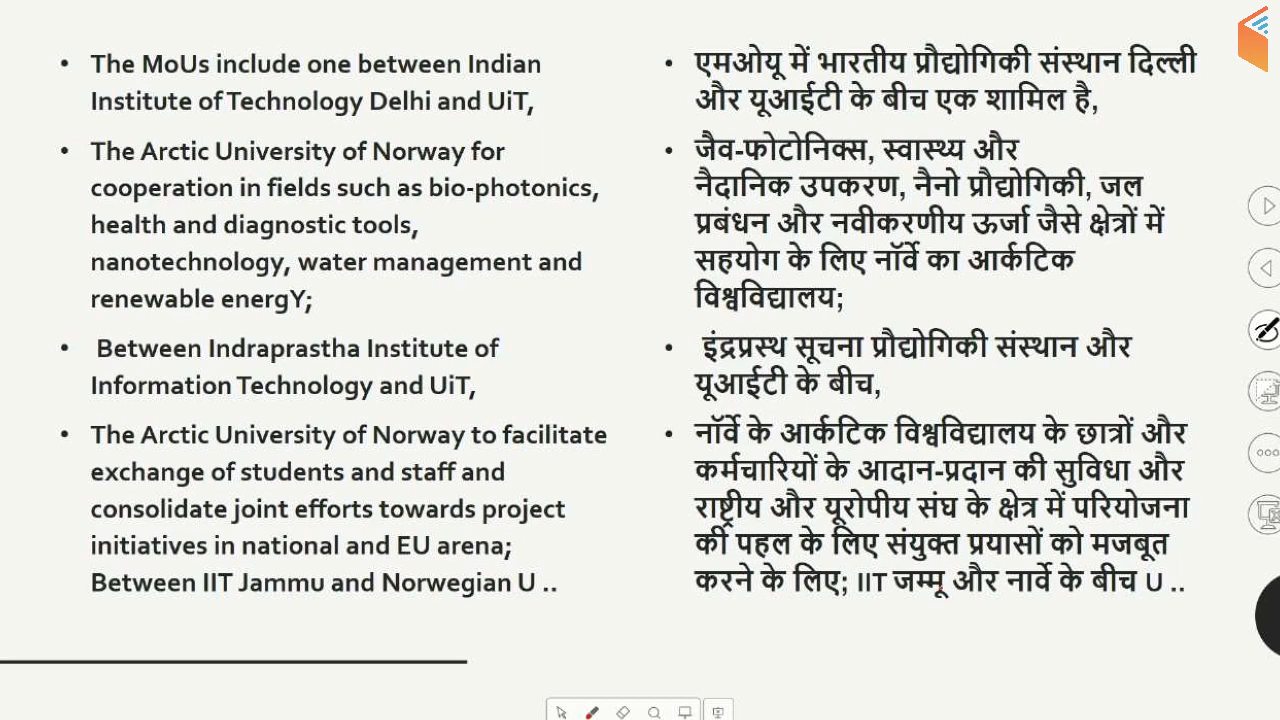 The MoUs include one between Indian
Institute of Technology Delhi and UiT,
The Arctic University of Norway for
cooperation in fields such as bio-photonics,
health and diagnostic tools,
nanotechnology, water management and
renewable energY;
Between Indraprastha Institute of
Information Technology and UiT,
The Arctic University of Norway to facilitate
exchange of students and staff and
consolidate joint efforts towards project
initiatives in national and EU arena;
Between IIT Jammu and Norwegian U ..
एमओयू में भारतीय प्रौद्योगिकी संस्थान दिल्ली
और यूआईटी के बीच एक शामिल है,
जैव-फोटोनिक्स, स्वास्थ्य और
नैदानिक उपकरण, नैनो प्रौद्योगिकी, जल
प्रबंधन और नवीकरणीय ऊर्जा जैसे क्षेत्रों में
सहयोग के लिए नॉर्वे का आर्कटिक
विश्वविद्यालय;
इंद्रप्रस्थ सूचना प्रौद्योगिकी संस्थान और
यूआईटी के बीच,
नॉर्वे के आर्कटिक विश्वविद्यालय के छात्रों और
कर्मचारियों के आदान-प्रदान की सुविधा और
राष्ट्रीय और यूरोपीय संघ के क्षेत्र में परियोजना
की पहल के लिए संयुक्त प्रयासों को मजबूत
करने के लिए; IIT जम्मू और नार्वे के बीच U ..